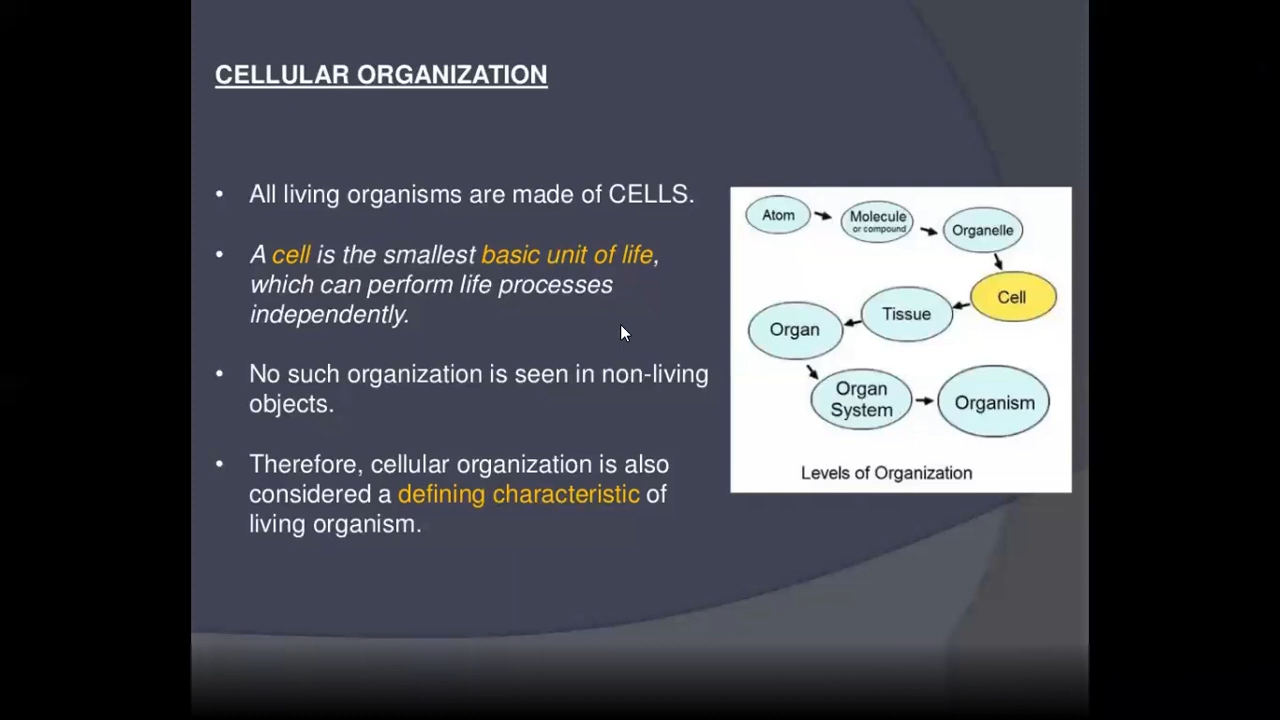 CELLULAR ORGANIZATION
• All living organisms are made of CELLS.
• A cell is the smallest basic unit of life,
which can perform life processes
independently.
• No such organization is seen in non-living
objects.
• Therefore, cellular organization is also
considered a defining characteristic of
living organism.
Atom
Molecule
or compound
Organelle
Cell
Tissue
Organ
Organ
System
Organism
Levels of Organization